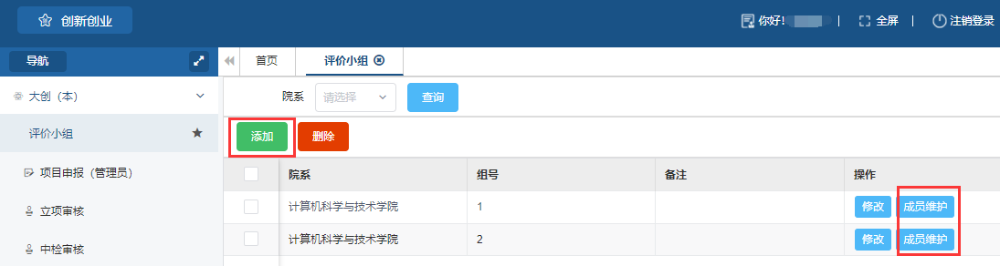 创新创业
你好! 全屏 注销登录
导航
首页 评价小组
大创（本）
院系 请选择 查询
评价小组
添加 删除
项目申报（管理员）
院系 组号 备注 操作
计算机科学与技术学院 1 修改 成员维护
立项审核
计算机科学与技术学院 2 修改 成员维护
中检审核